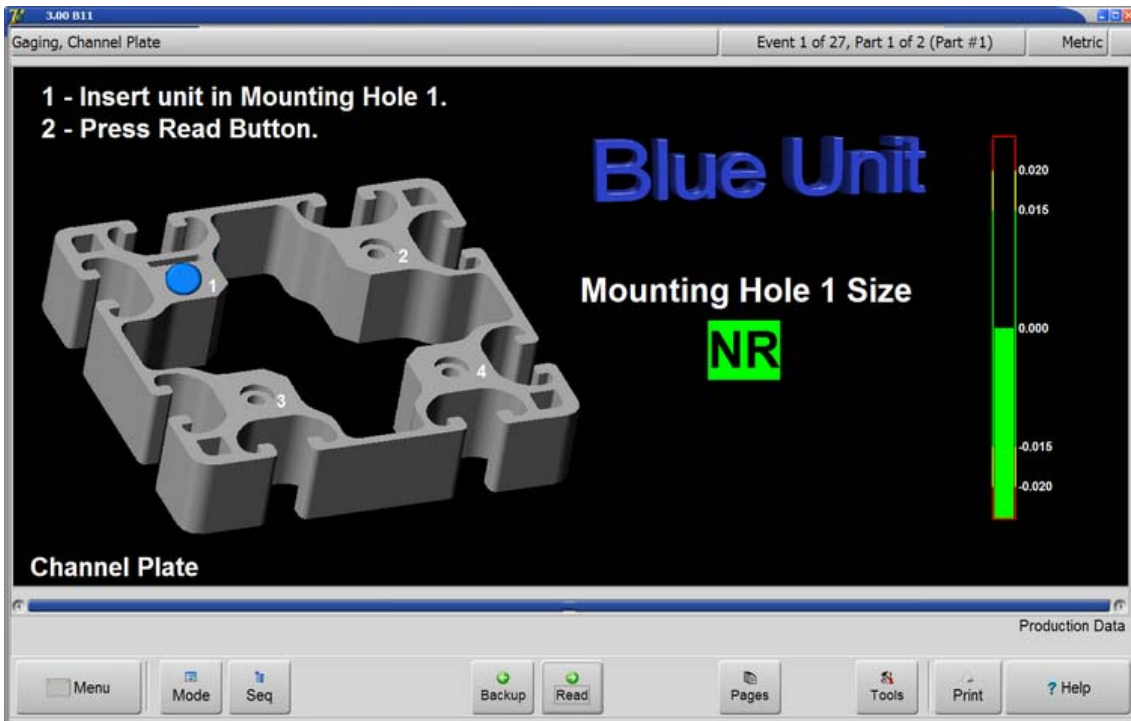 3.00 B11
Gaging, Channel Plate
Event 1 of 27, Part 1 of 2 (Part #1)
Metric
1 - Insert unit in Mounting Hole 1.
2 - Press Read Button.
Blue Unit
Mounting Hole 1 Size
NR
0.020
0.015
0.000
-0.015
-0.020
1
2
3
4
Channel Plate
Production Data
Menu
Mode
Seq
Backup
Read
Pages
Tools
Print
? Help